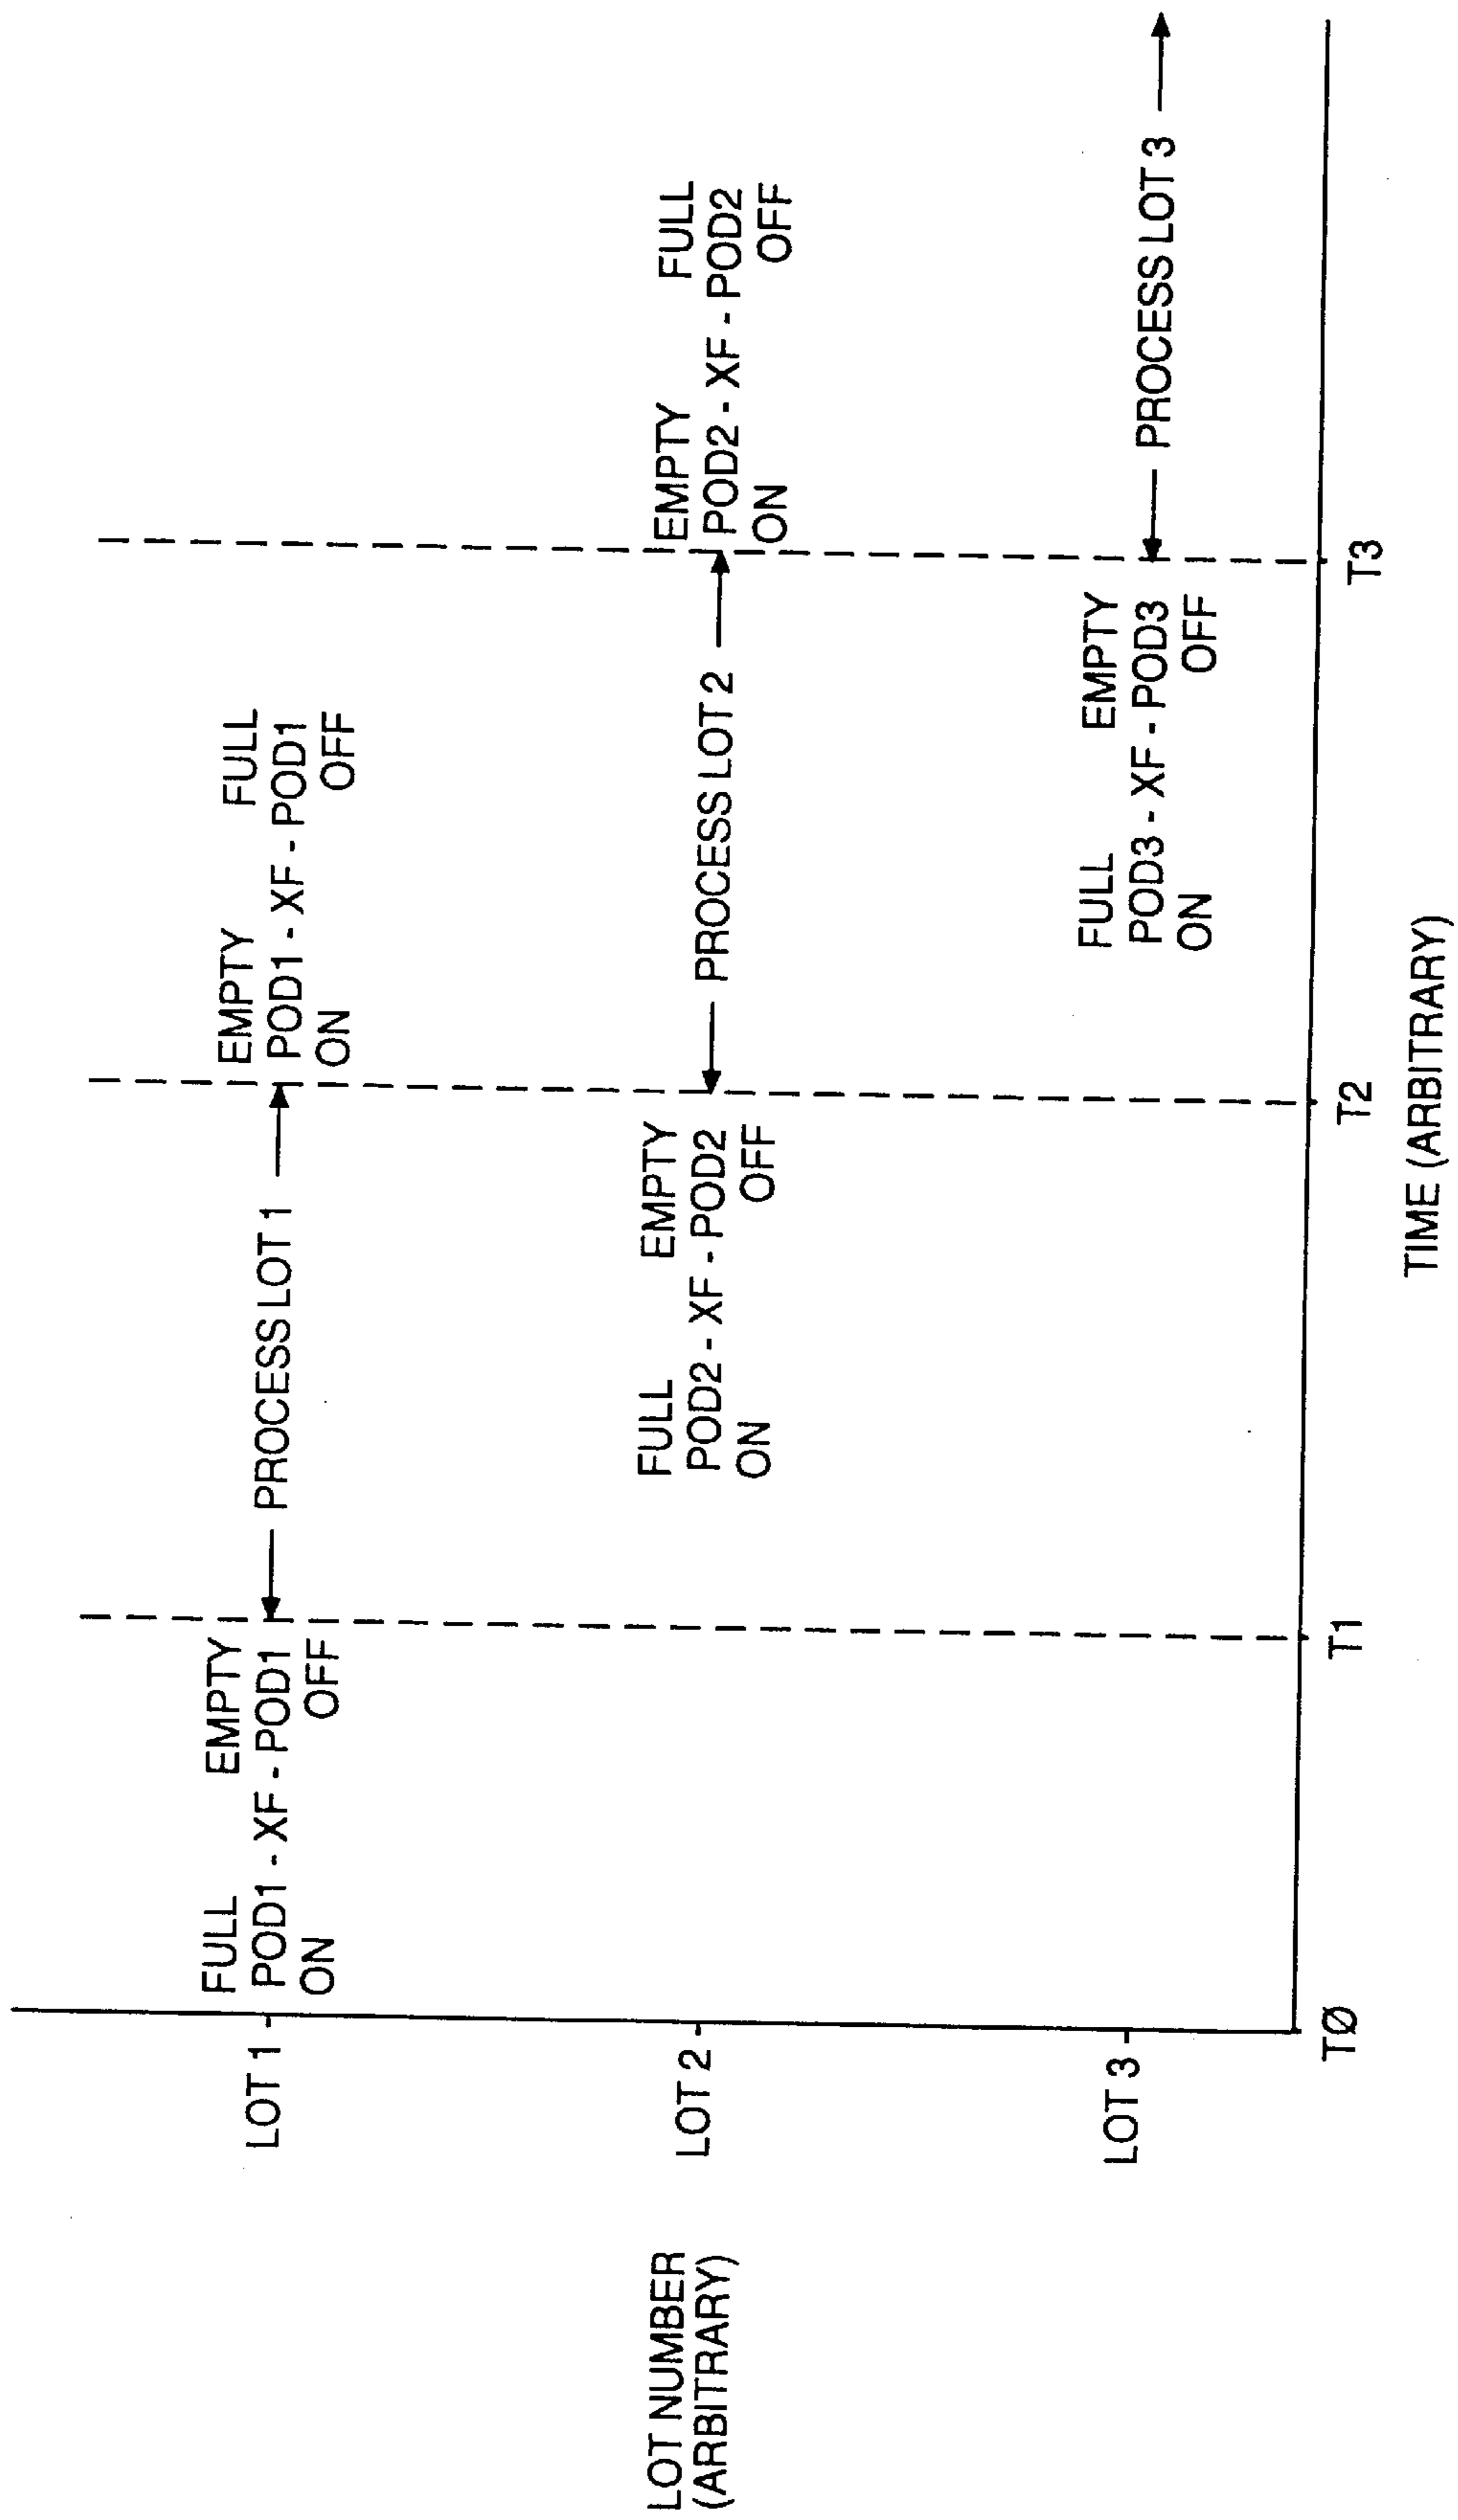 LOT NUMBER
(ARBITRARY)
LOT 1
FULL EMPTY
POD1 - XF - POD1
ON OFF
PROCESS LOT 1
EMPTY FULL
POD1 - XF - POD1
ON OFF
LOT 2
FULL EMPTY
POD2 - XF - POD2
ON OFF
PROCESS LOT 2
EMPTY FULL
POD2 - XF - POD2
ON OFF
LOT 3
FULL EMPTY
POD3 - XF - POD3
ON OFF
PROCESS LOT 3
TØ T1 T2 T3
TIME (ARBITRARY)